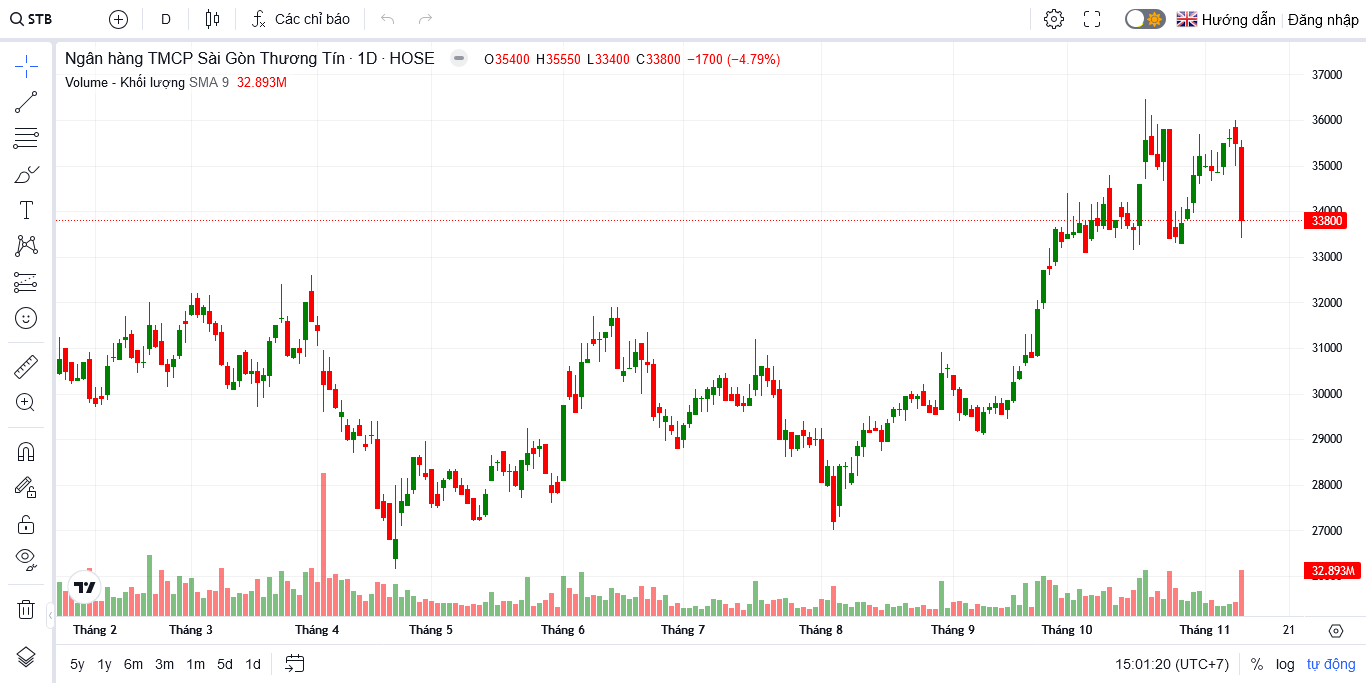 STB D Các chỉ báo Hướng dẫn Đăng nhập
Ngân hàng TMCP Sài Gòn Thương Tín · 1D · HOSE O35400 H35550 L33400 C33800 −1700 (−4.79%)
Volume - Khối lượng SMA 9 32.893M
37000
36000
35000
34000
33800
33000
32000
31000
30000
29000
28000
27000
32.893M
Tháng 2 Tháng 3 Tháng 4 Tháng 5 Tháng 6 Tháng 7 Tháng 8 Tháng 9 Tháng 10 Tháng 11 21
5y 1y 6m 3m 1m 5d 1d 15:01:20 (UTC+7) % log tự động